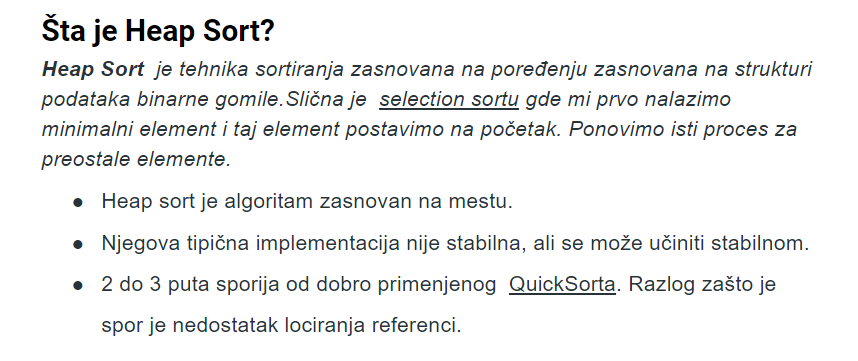 Šta je Heap Sort?
Heap Sort je tehnika sortiranja zasnovana na poređenju zasnovana na strukturi
podataka binarne gomile.Slična je selection sortu gde mi prvo nalazimo
minimalni element i taj element postavimo na početak. Ponovimo isti proces za
preostale elemente.
● Heap sort je algoritam zasnovan na mestu.
● Njegova tipična implementacija nije stabilna, ali se može učiniti stabilnom.
● 2 do 3 puta sporija od dobro primenjenog QuickSorta. Razlog zašto je
spor je nedostatak lociranja referenci.